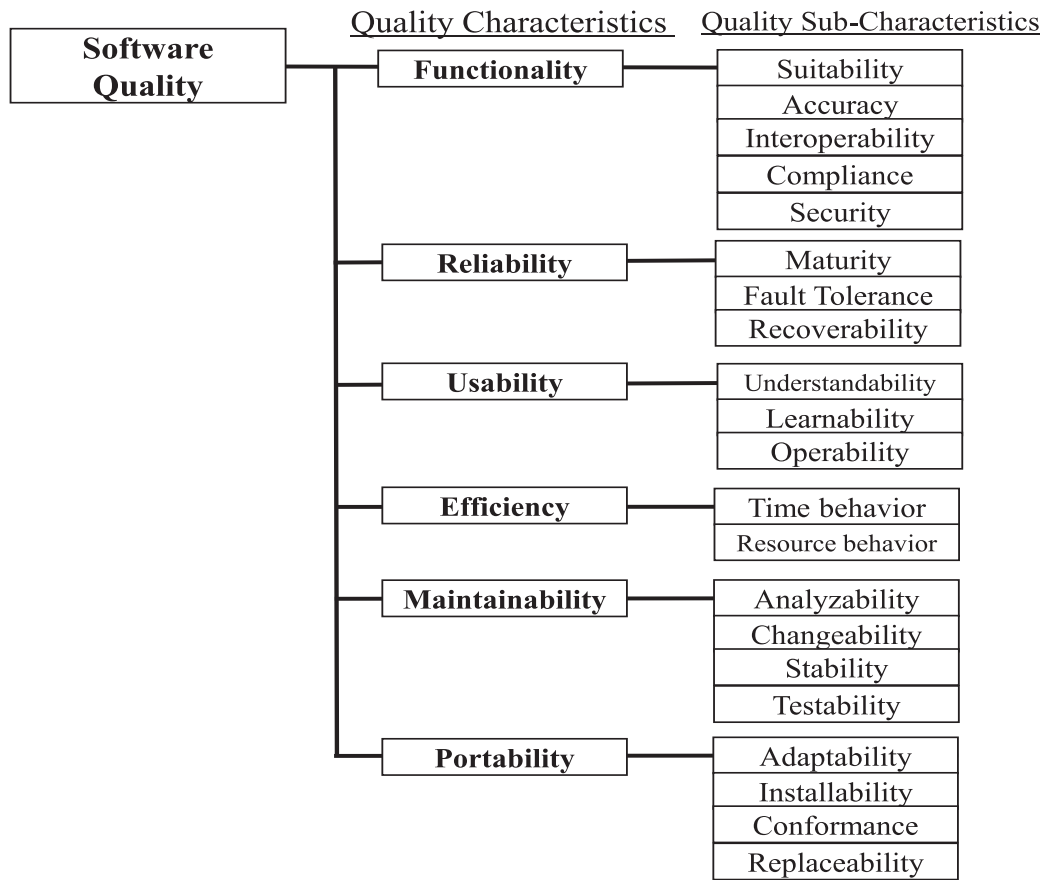 Quality Characteristics
Quality Sub-Characteristics
Software
Quality
Functionality
Suitability
Accuracy
Interoperability
Compliance
Security
Reliability
Maturity
Fault Tolerance
Recoverability
Usability
Understandability
Learnability
Operability
Efficiency
Time behavior
Resource behavior
Maintainability
Analyzability
Changeability
Stability
Testability
Portability
Adaptability
Installability
Conformance
Replaceability